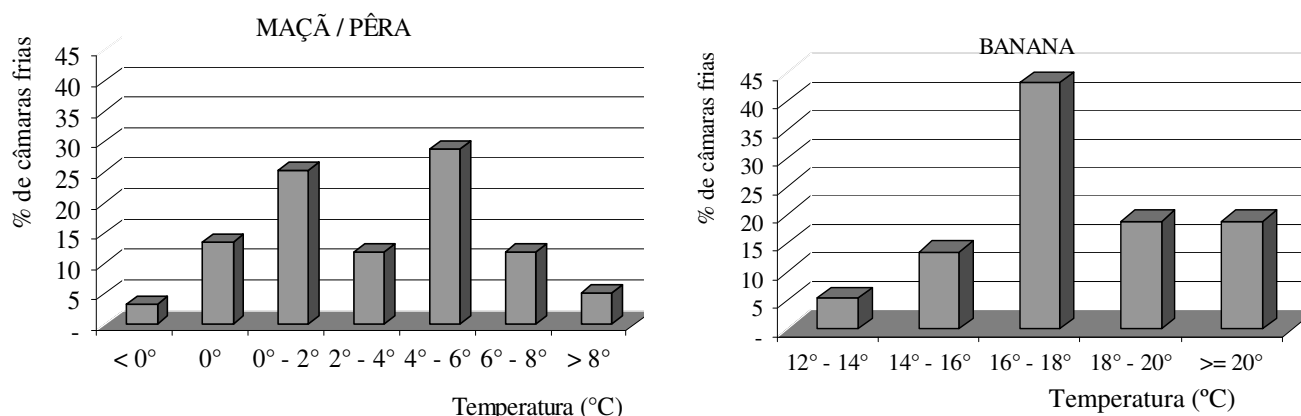 MAÇÃ / PÊRA
% de câmaras frias
45
40
35
30
25
20
15
10
5
-
< 0° 0° 0° - 2° 2° - 4° 4° - 6° 6° - 8° > 8°
Temperatura (°C)
BANANA
% de câmaras frias
45
40
35
30
25
20
15
10
5
-
12° - 14° 14° - 16° 16° - 18° 18° - 20° >= 20°
Temperatura (ºC)